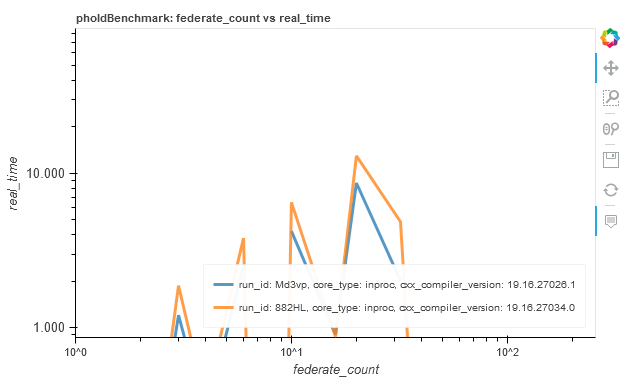 pholdBenchmark: federate_count vs real_time
real_time
10.000
1.000
run_id: Md3vp, core_type: inproc, cxx_compiler_version: 19.16.27026.1
run_id: 882HL, core_type: inproc, cxx_compiler_version: 19.16.27034.0
10^0
10^1
10^2
federate_count